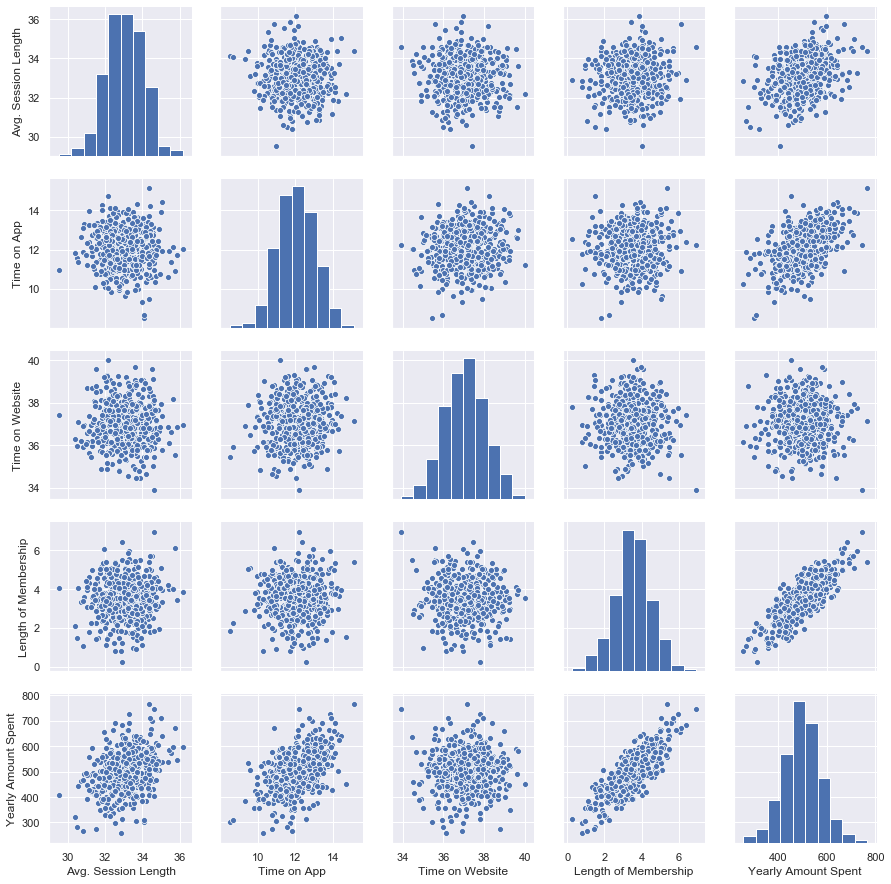 36
34
32
30
Avg. Session Length
14
12
10
Time on App
40
38
36
34
Time on Website
6
4
2
0
Length of Membership
800
700
600
500
400
300
Yearly Amount Spent
30 32 34 36
Avg. Session Length
10 12 14
Time on App
34 36 38 40
Time on Website
0 2 4 6
Length of Membership
400 600 800
Yearly Amount Spent